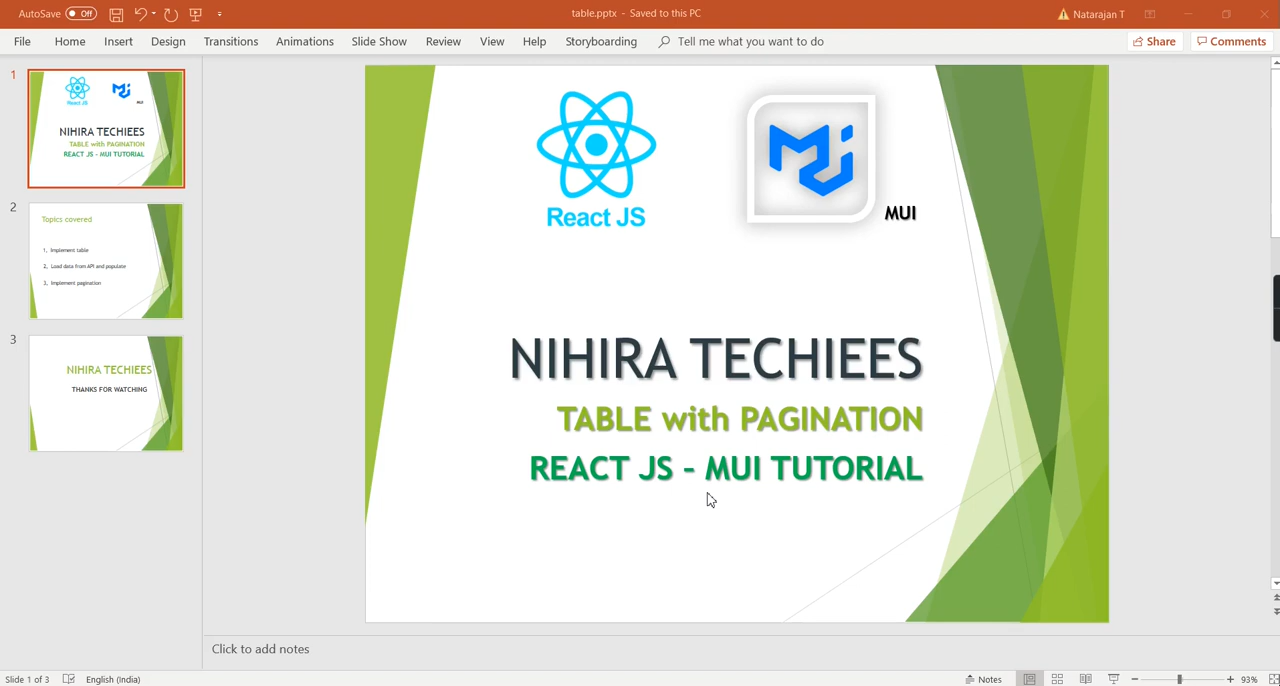 AutoSave Off
table.pptx - Saved to this PC
Natarajan T
File Home Insert Design Transitions Animations Slide Show Review View Help Storyboarding Tell me what you want to do
Share Comments
1
React JS
MUI
NIHIRA TECHIEES
TABLE with PAGINATION
REACT JS - MUI TUTORIAL
2
Topics covered
1. Implement table
2. Load data from API and populate
3. Implement pagination
3
NIHIRA TECHIEES
THANKS FOR WATCHING
React JS
MUI
NIHIRA TECHIEES
TABLE with PAGINATION
REACT JS - MUI TUTORIAL
Click to add notes
Slide 1 of 3 English (India) Notes 93%